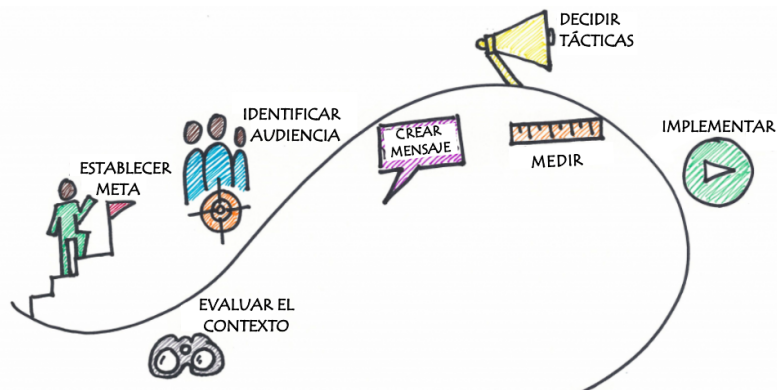 ESTABLECER
META
EVALUAR EL
CONTEXTO
IDENTIFICAR
AUDIENCIA
CREAR
MENSAJE
DECIDIR
TÁCTICAS
MEDIR
IMPLEMENTAR